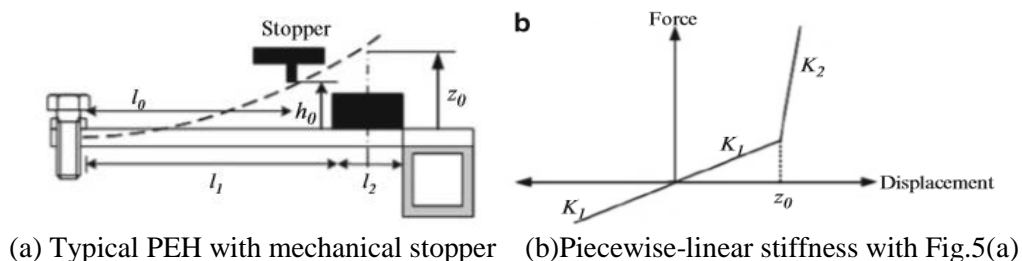 Stopper
l0
h0
z0
l1
l2
b
Force
K2
K1
K1
Displacement
z0
(a) Typical PEH with mechanical stopper
(b)Piecewise-linear stiffness with Fig.5(a)